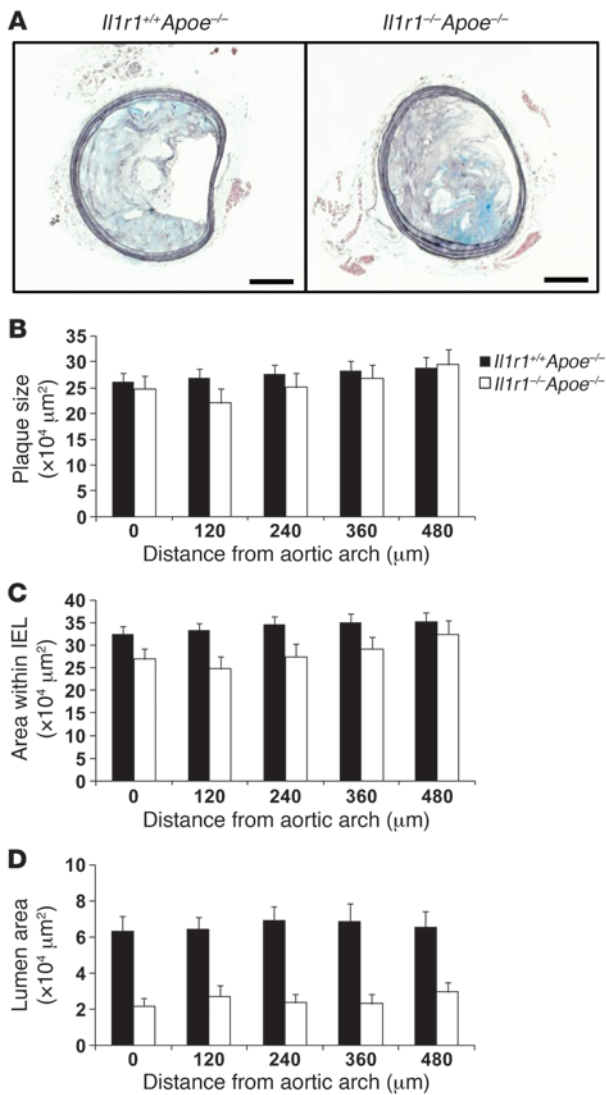 A
Il1r1+/+Apoe–/–
Il1r1–/–Apoe–/–
B
Plaque size
(×10⁴ μm²)
35
30
25
20
15
10
5
0
0 120 240 360 480
Distance from aortic arch (μm)
Il1r1+/+Apoe–/–
Il1r1–/–Apoe–/–
C
Area within IEL
(×10⁴ μm²)
40
35
30
25
20
15
10
5
0
0 120 240 360 480
Distance from aortic arch (μm)
D
Lumen area
(×10⁴ μm²)
10
8
6
4
2
0
0 120 240 360 480
Distance from aortic arch (μm)